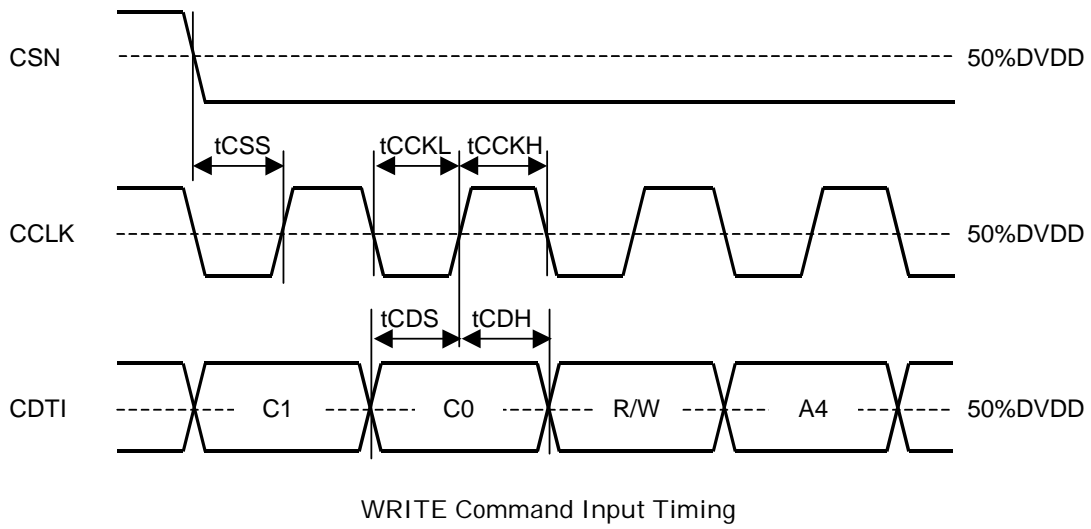 CSN 50%DVDD
tCSS tCCKL tCCKH
CCLK 50%DVDD
tCDS tCDH
CDTI C1 C0 R/W A4 50%DVDD
WRITE Command Input Timing